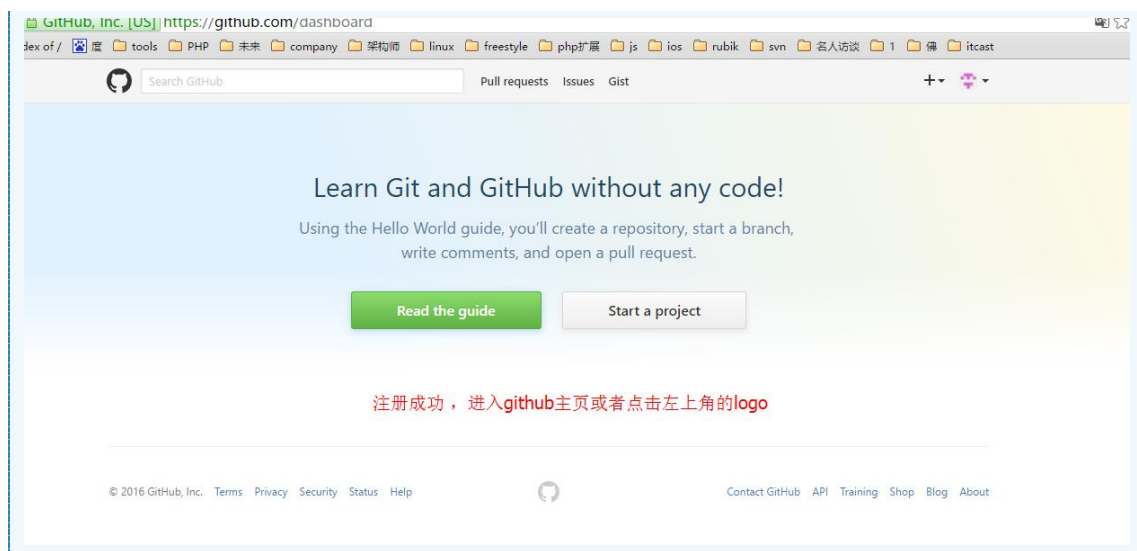 GitHub, Inc. [US] https://github.com/dashboard
dex of / 度 tools PHP 未来 company 架构师 linux freestyle php扩展 js ios rubik svn 名人访谈 1 佛 itcast
Search GitHub Pull requests Issues Gist
Learn Git and GitHub without any code!
Using the Hello World guide, you’ll create a repository, start a branch,
write comments, and open a pull request.
Read the guide Start a project
注册成功 ，进入github主页或者点击左上角的logo
© 2016 GitHub, Inc. Terms Privacy Security Status Help Contact GitHub API Training Shop Blog About